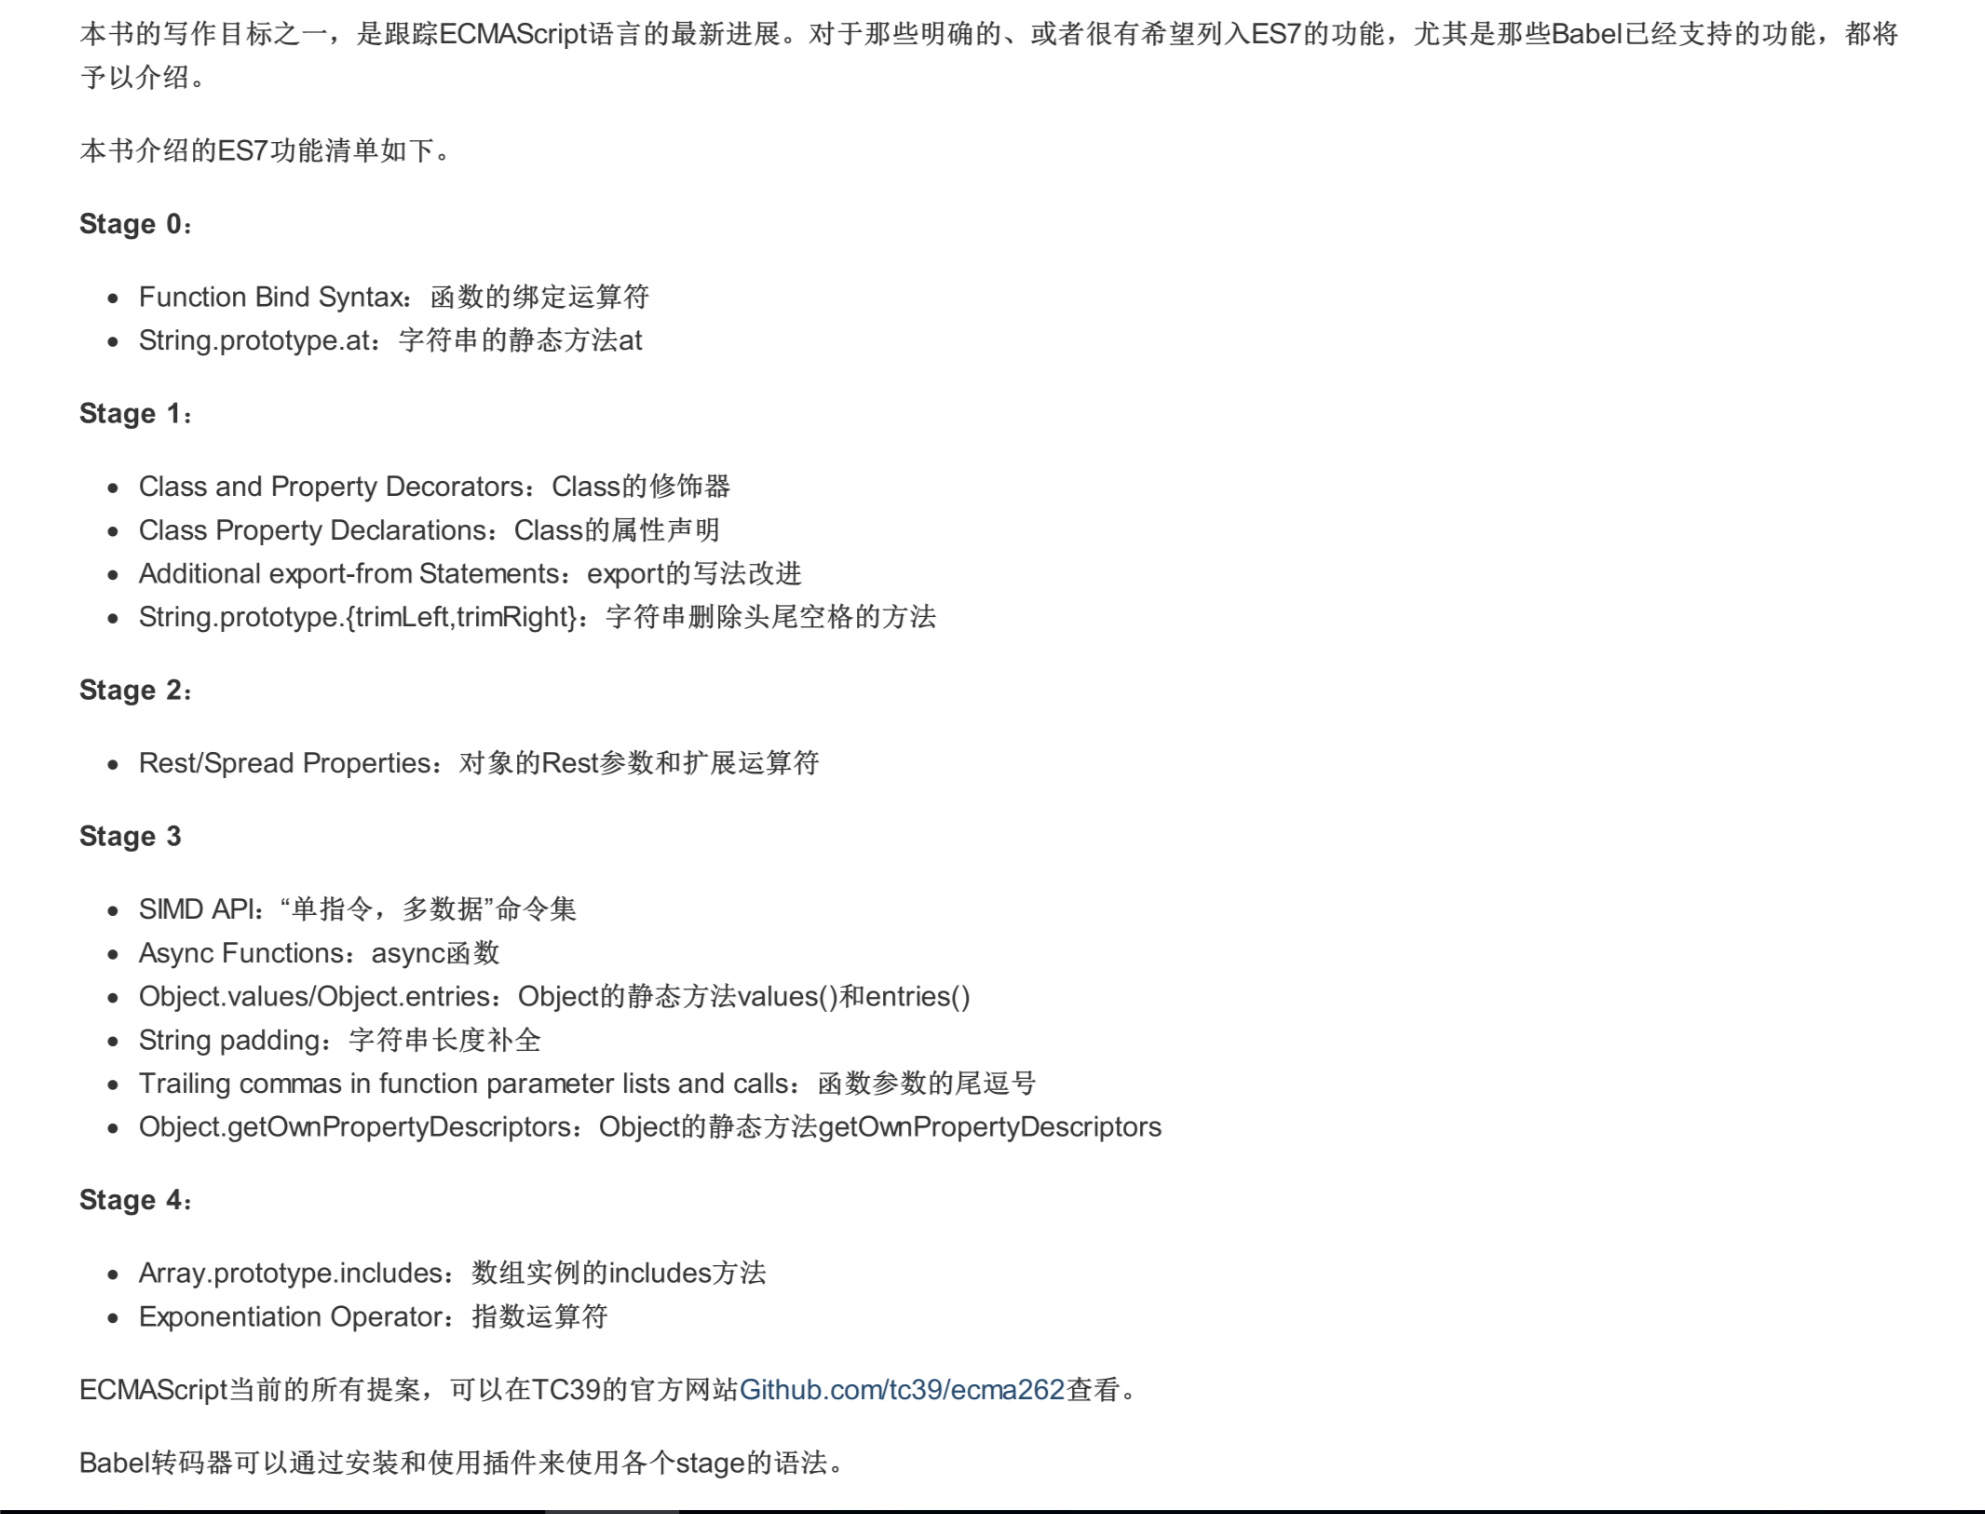 本书的写作目标之一，是跟踪ECMAScript语言的最新进展。对于那些明确的、或者很有希望列入ES7的功能，尤其是那些Babel已经支持的功能，都将
予以介绍。
本书介绍的ES7功能清单如下。
Stage 0：
Function Bind Syntax：函数的绑定运算符
String.prototype.at：字符串的静态方法at
Stage 1：
Class and Property Decorators：Class的修饰器
Class Property Declarations：Class的属性声明
Additional export-from Statements：export的写法改进
String.prototype.{trimLeft,trimRight}：字符串删除头尾空格的方法
Stage 2：
Rest/Spread Properties：对象的Rest参数和扩展运算符
Stage 3
SIMD API：“单指令，多数据”命令集
Async Functions：async函数
Object.values/Object.entries：Object的静态方法values()和entries()
String padding：字符串长度补全
Trailing commas in function parameter lists and calls：函数参数的尾逗号
Object.getOwnPropertyDescriptors：Object的静态方法getOwnPropertyDescriptors
Stage 4：
Array.prototype.includes：数组实例的includes方法
Exponentiation Operator：指数运算符
ECMAScript当前的所有提案，可以在TC39的官方网站Github.com/tc39/ecma262查看。
Babel转码器可以通过安装和使用插件来使用各个stage的语法。